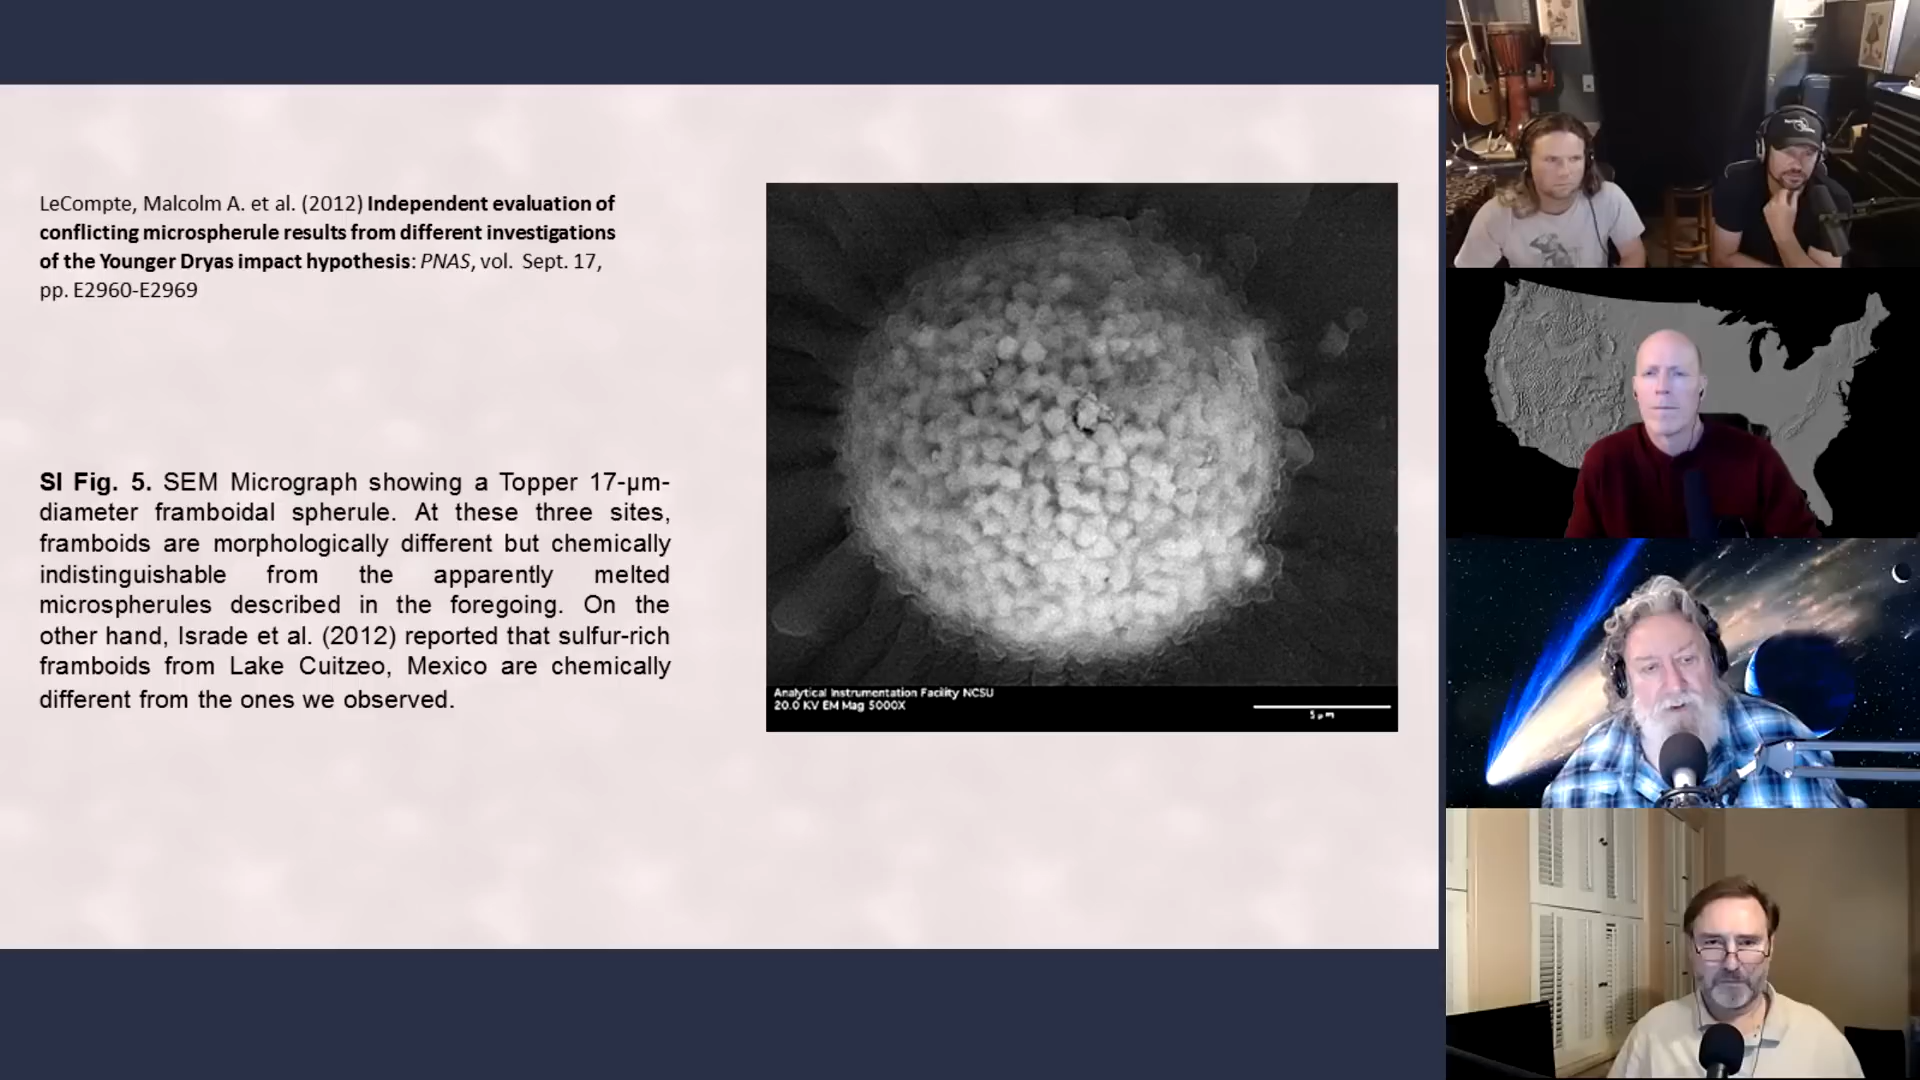 LeCompte, Malcolm A. et al. (2012) Independent evaluation of
conflicting microspherule results from different investigations
of the Younger Dryas impact hypothesis: PNAS, vol. Sept. 17,
pp. E2960-E2969
SI Fig. 5. SEM Micrograph showing a Topper 17-µm-
diameter framboidal spherule. At these three sites,
framboids are morphologically different but chemically
indistinguishable from the apparently melted
microspherules described in the foregoing. On the
other hand, Israde et al. (2012) reported that sulfur-rich
framboids from Lake Cuitzeo, Mexico are chemically
different from the ones we observed.
Analytical Instrumentation Facility NCSU
20.0 KV EM Mag 5000X
5 µm